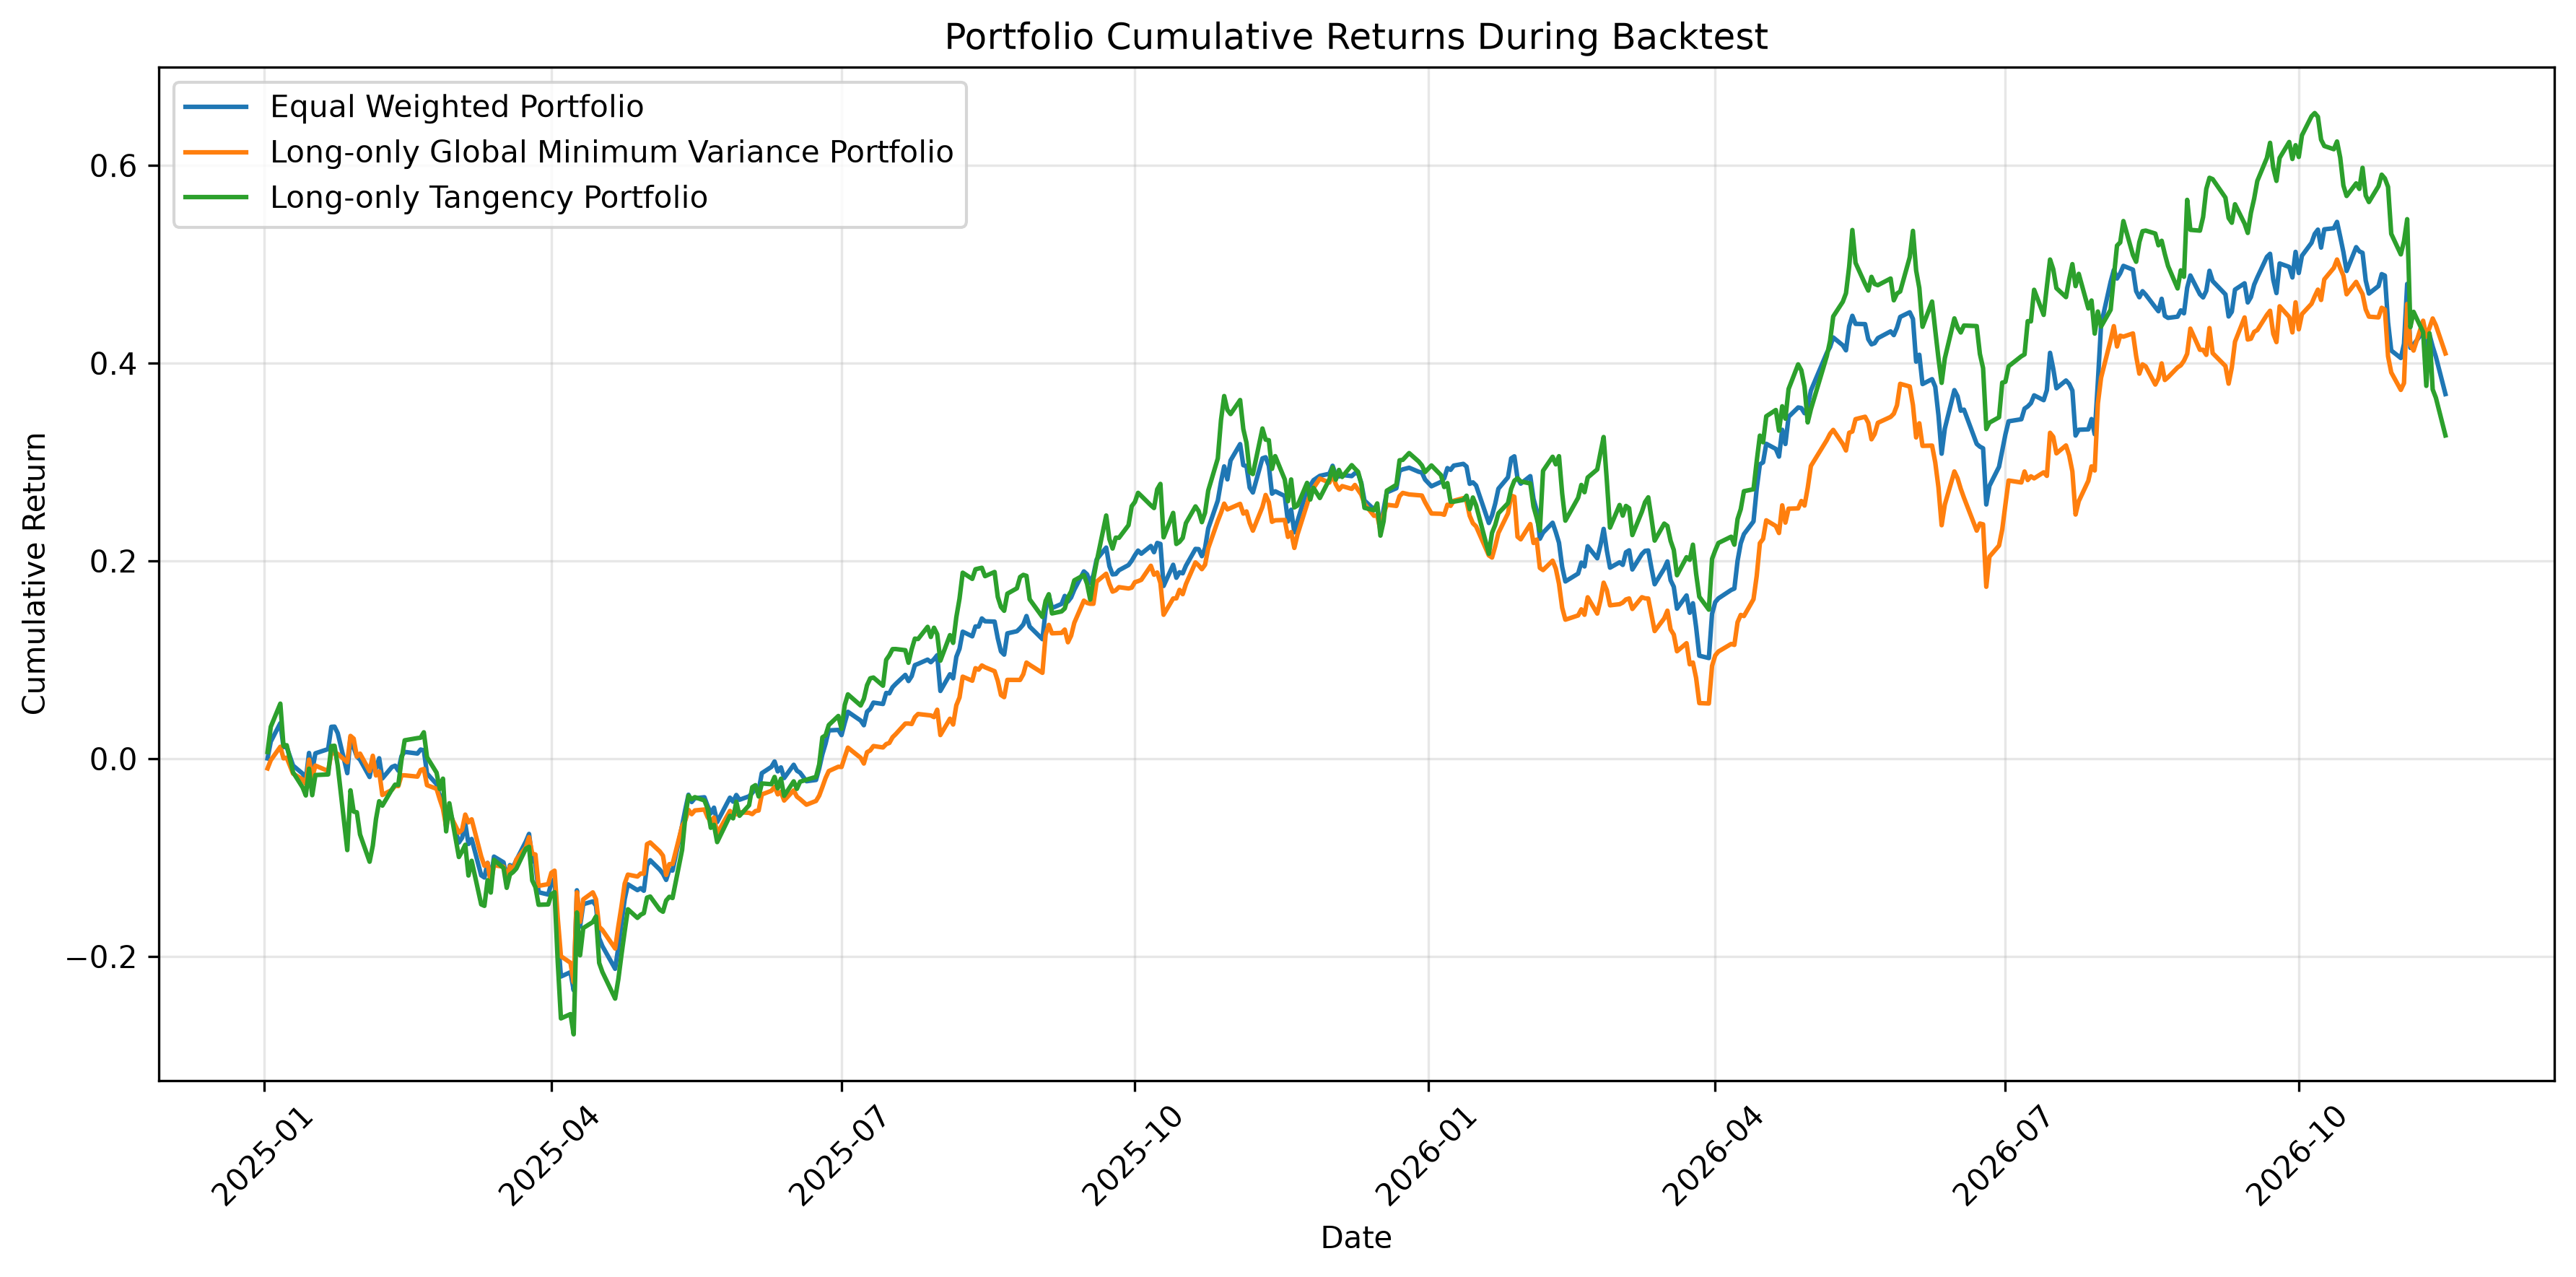 Portfolio Cumulative Returns During Backtest
Equal Weighted Portfolio
Long-only Global Minimum Variance Portfolio
Long-only Tangency Portfolio
Cumulative Return
0.6
0.4
0.2
0.0
−0.2
2025-01
2025-04
2025-07
2025-10
2026-01
2026-04
2026-07
2026-10
Date